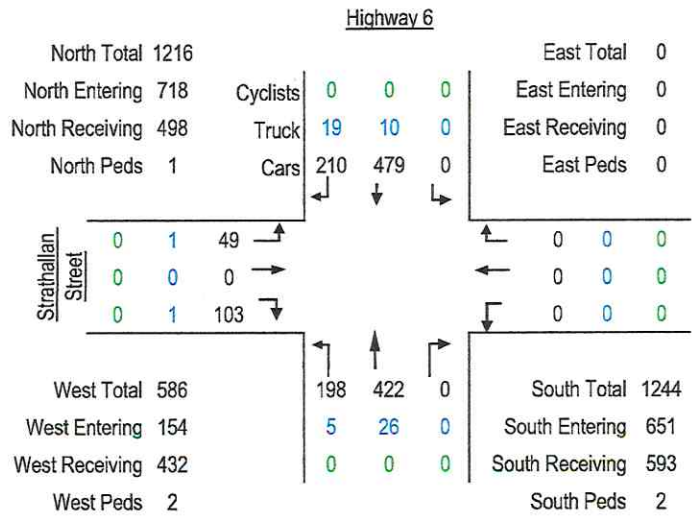 Highway 6
North Total 1216
East Total 0
North Entering 718
Cyclists 0 0 0
East Entering 0
North Receiving 498
Truck 19 10 0
East Receiving 0
North Peds 1
Cars 210 479 0
East Peds 0
Strathallan
Street
0 1 49
0 0 0
0 0 0
0 0 0
0 1 103
0 0 0
West Total 586
198 422 0
South Total 1244
West Entering 154
5 26 0
South Entering 651
West Receiving 432
0 0 0
South Receiving 593
West Peds 2
South Peds 2